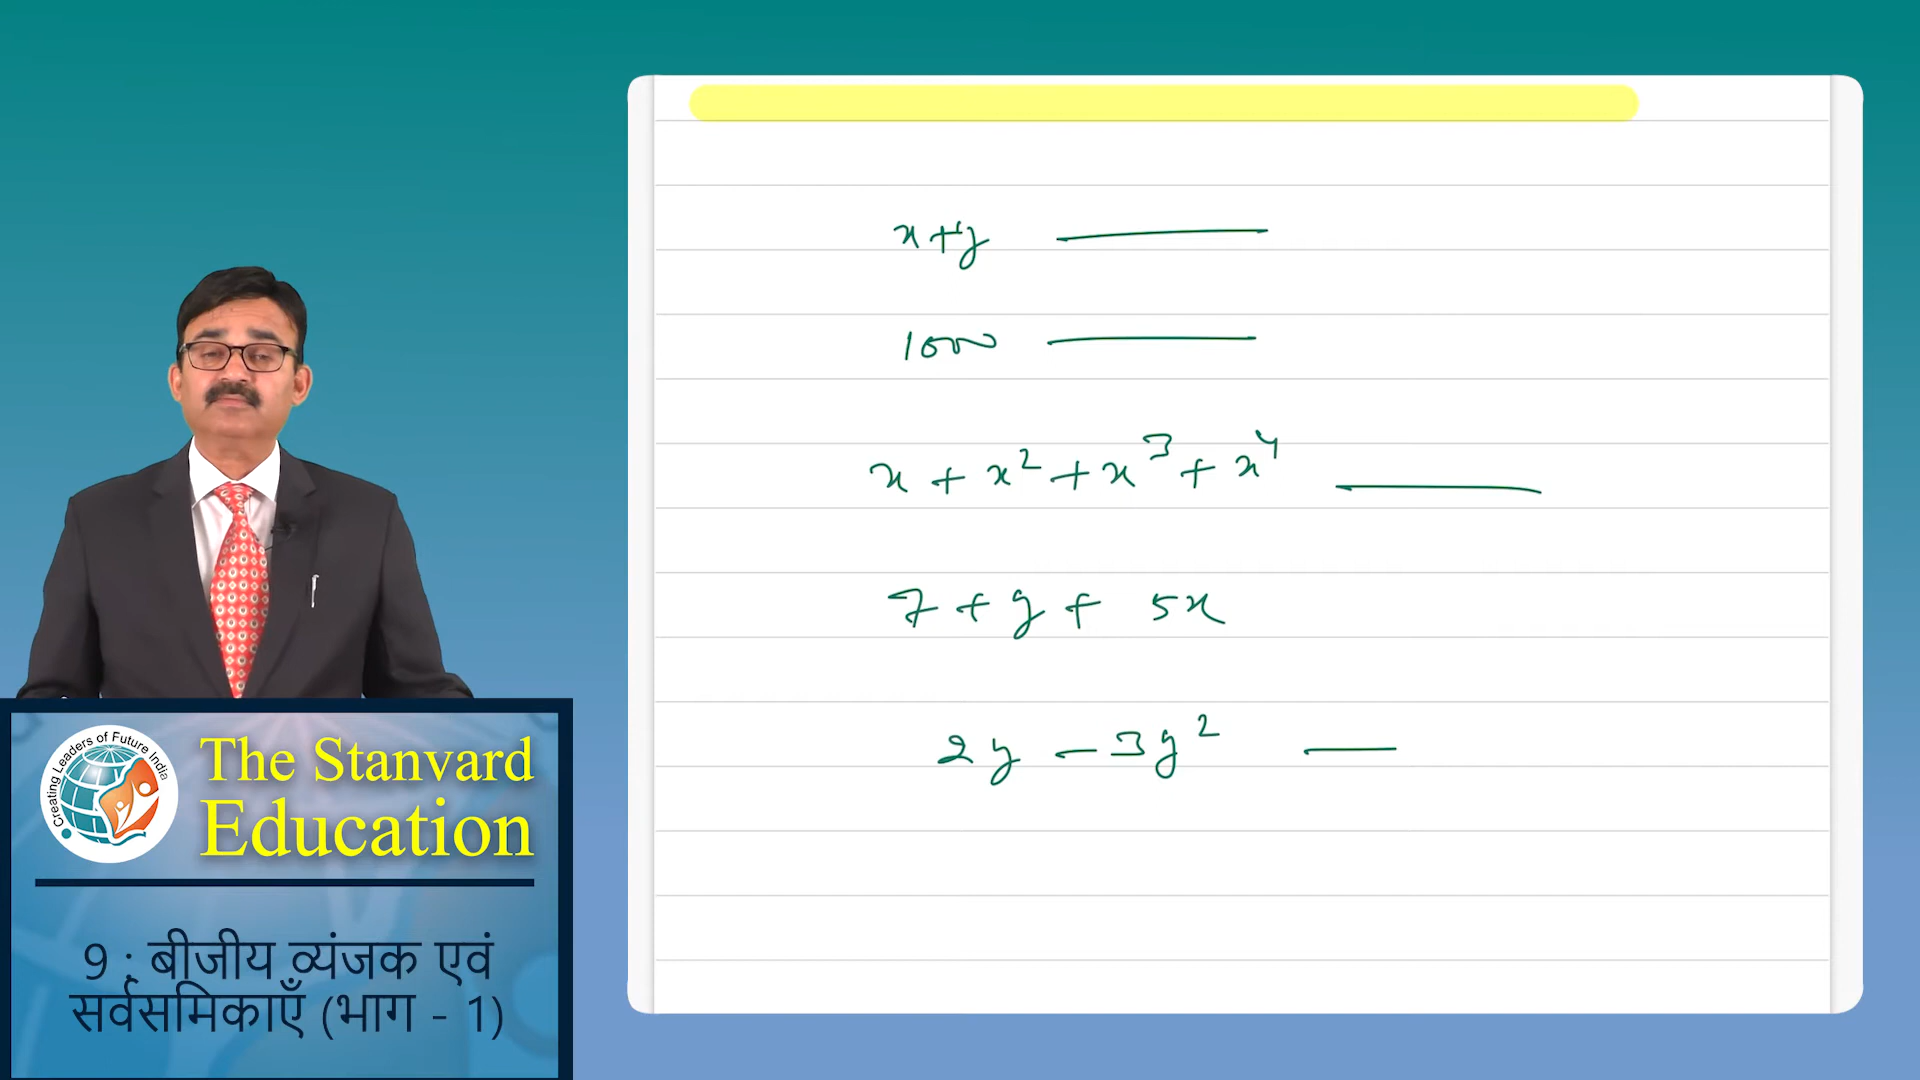 x + y
1000
x + x² + x³ + x⁴
7 + y + 5x
2y - 3y²
Creating Leaders of Future India
The Stanvard
Education
9 : बीजीय व्यंजक एवं
सर्वसमिकाएँ (भाग - 1)